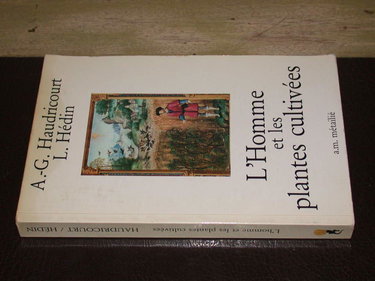 A.-G. Haudricourt
L. Hédin
L'Homme
et les
plantes cultivées
a.m. métailié
L'homme et les plantes cultivées
HAUDRICOURT / HÉDIN